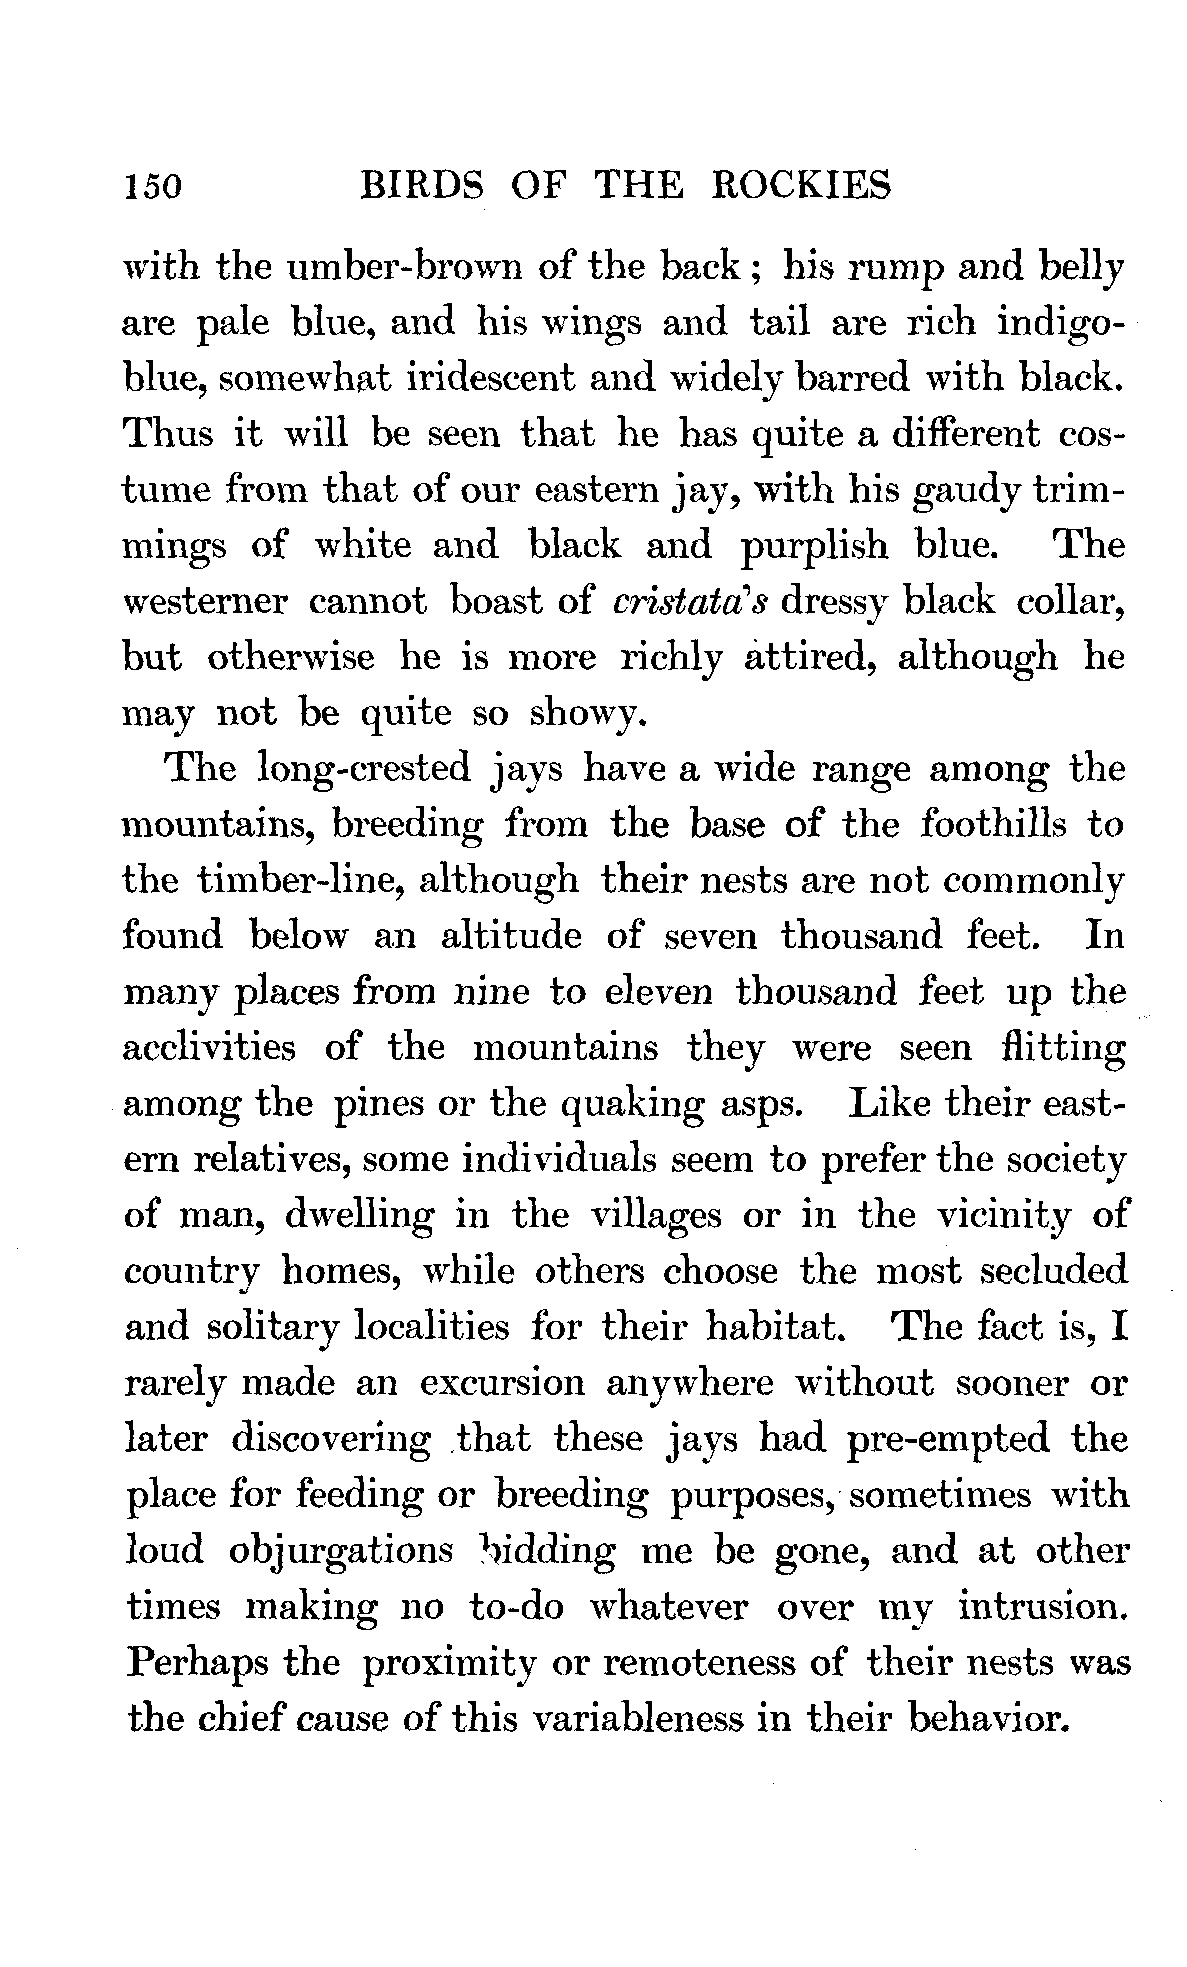 150 BIRDS OF THE ROCKIES
with the umber-brown of the back ; his rump and belly
are pale blue, and his wings and tail are rich indigo-
blue, somewhat iridescent and widely barred with black.
Thus it will be seen that he has quite a different cos-
tume from that of our eastern jay, with his gaudy trim-
mings of white and black and purplish blue. The
westerner cannot boast of cristata's dressy black collar,
but otherwise he is more richly attired, although he
may not be quite so showy.
The long-crested jays have a wide range among the
mountains, breeding from the base of the foothills to
the timber-line, although their nests are not commonly
found below an altitude of seven thousand feet. In
many places from nine to eleven thousand feet up the
acclivities of the mountains they were seen flitting
among the pines or the quaking asps. Like their east-
ern relatives, some individuals seem to prefer the society
of man, dwelling in the villages or in the vicinity of
country homes, while others choose the most secluded
and solitary localities for their habitat. The fact is, I
rarely made an excursion anywhere without sooner or
later discovering that these jays had pre-empted the
place for feeding or breeding purposes, sometimes with
loud objurgations bidding me be gone, and at other
times making no to-do whatever over my intrusion.
Perhaps the proximity or remoteness of their nests was
the chief cause of this variableness in their behavior.